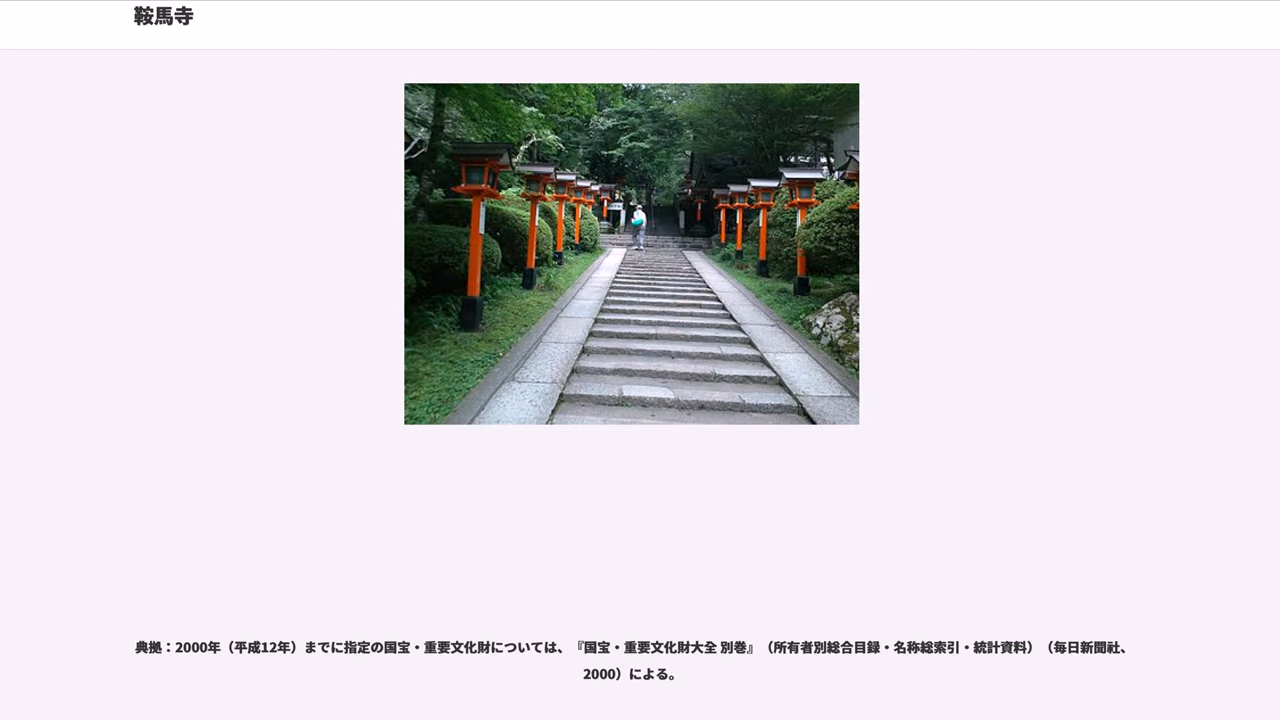 鞍馬寺
典拠：2000年（平成12年）までに指定の国宝・重要文化財については、『国宝・重要文化財大全 別巻』（所有者別総合目録・名称総索引・統計資料）（毎日新聞社、
2000）による。